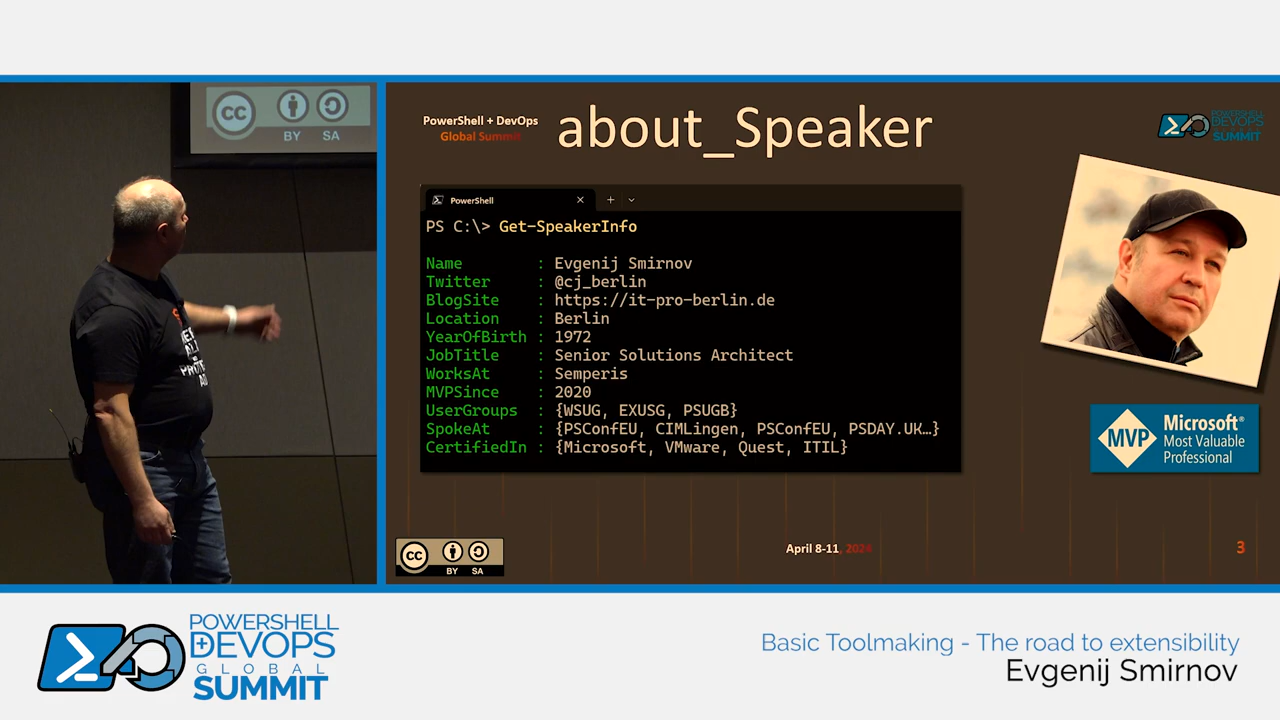 CC
BY SA
PowerShell + DevOps
Global Summit
about_Speaker
POWERSHELL
DEVOPS
SUMMIT
PowerShell
PS C:\> Get-SpeakerInfo
Name : Evgenij Smirnov
Twitter : @cj_berlin
BlogSite : https://it-pro-berlin.de
Location : Berlin
YearOfBirth : 1972
JobTitle : Senior Solutions Architect
WorksAt : Semperis
MVPSince : 2020
UserGroups : {WSUG, EXUSG, PSUGB}
SpokeAt : {PSConfEU, CIMLingen, PSConfEU, PSDAY.UK…}
CertifiedIn : {Microsoft, VMware, Quest, ITIL}
MVP
Microsoft®
Most Valuable
Professional
CC
BY SA
April 8-11, 2024
3
POWERSHELL
+DEVOPS
GLOBAL
SUMMIT
Basic Toolmaking - The road to extensibility
Evgenij Smirnov